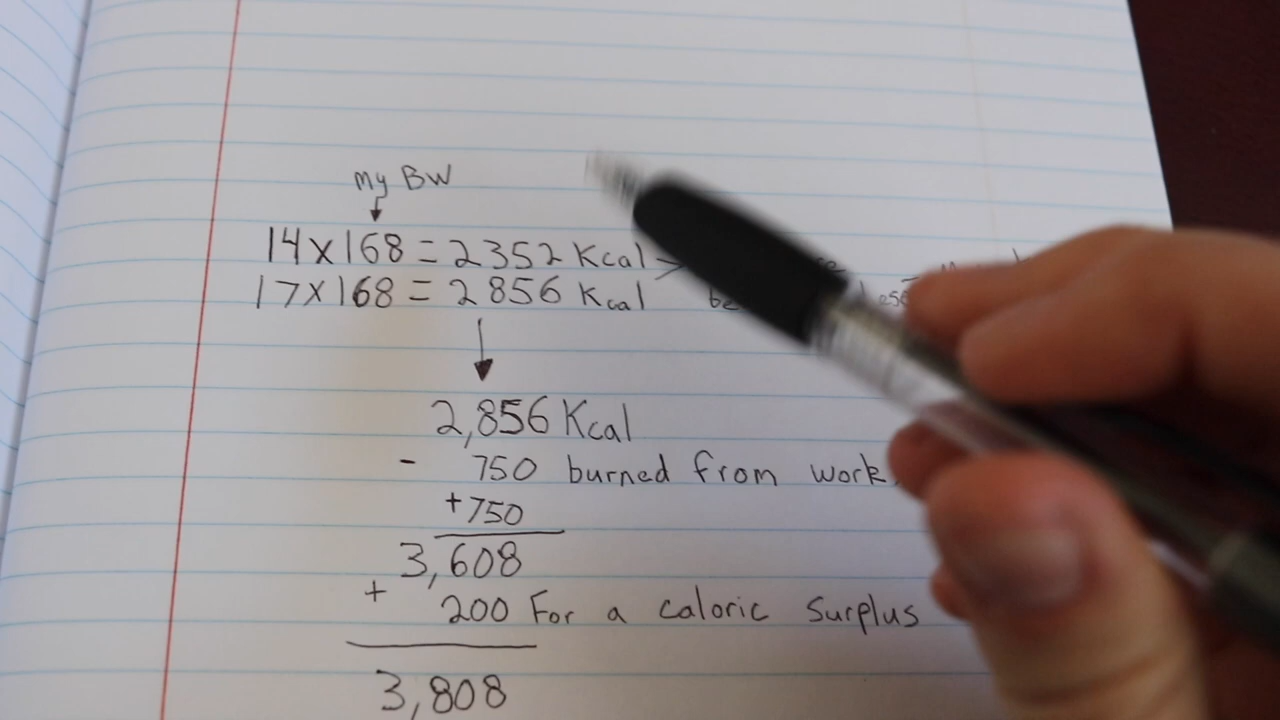 my BW
14x168 = 2352 Kcal
17x168 = 2856 Kcal
2,856 Kcal
- 750 burned from work
+750
3,608
+ 200 For a caloric surplus
3,808